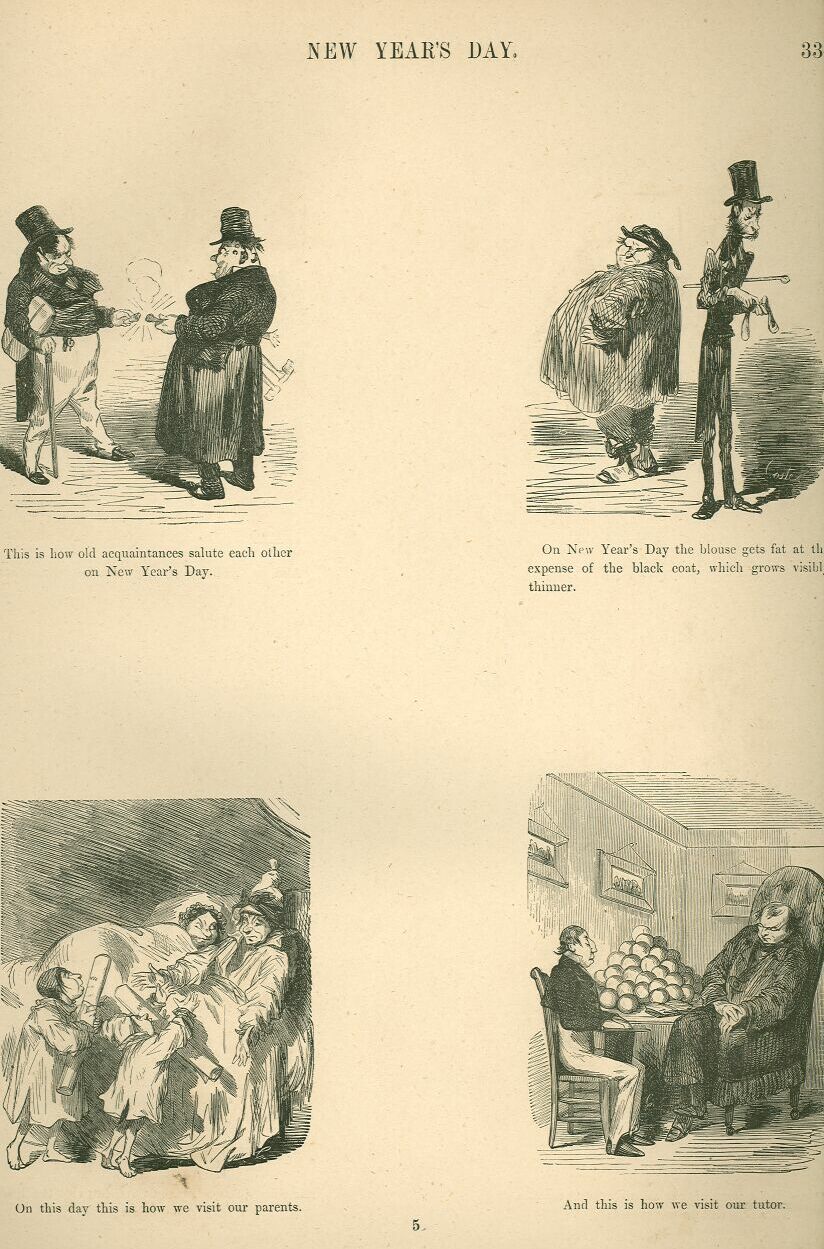 NEW YEAR'S DAY.
33
This is how old acquaintances salute each other
on New Year's Day.
On New Year's Day the blouse gets fat at th
expense of the black coat, which grows visibl
thinner.
On this day this is how we visit our parents.
And this is how we visit our tutor.
5